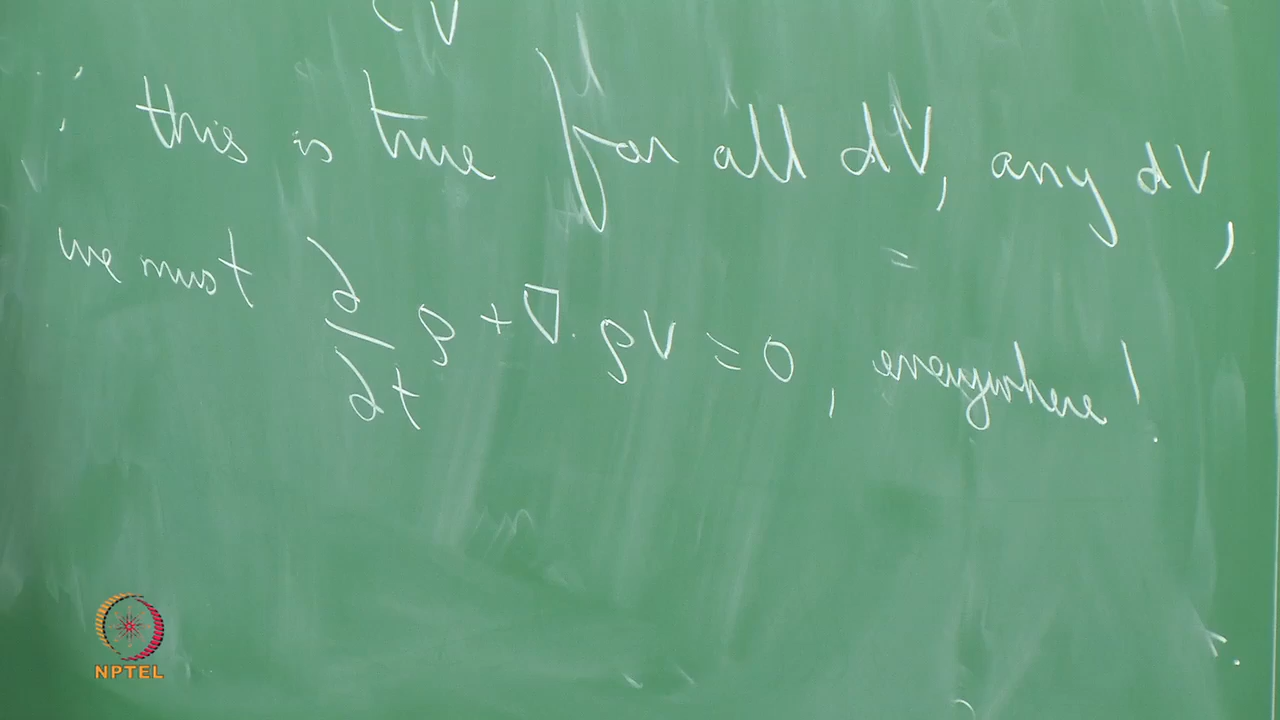 V
∵ this is true for all dV, any dV,
we must ∂/∂t ρ + ∇· ρV = 0, everywhere!
NPTEL